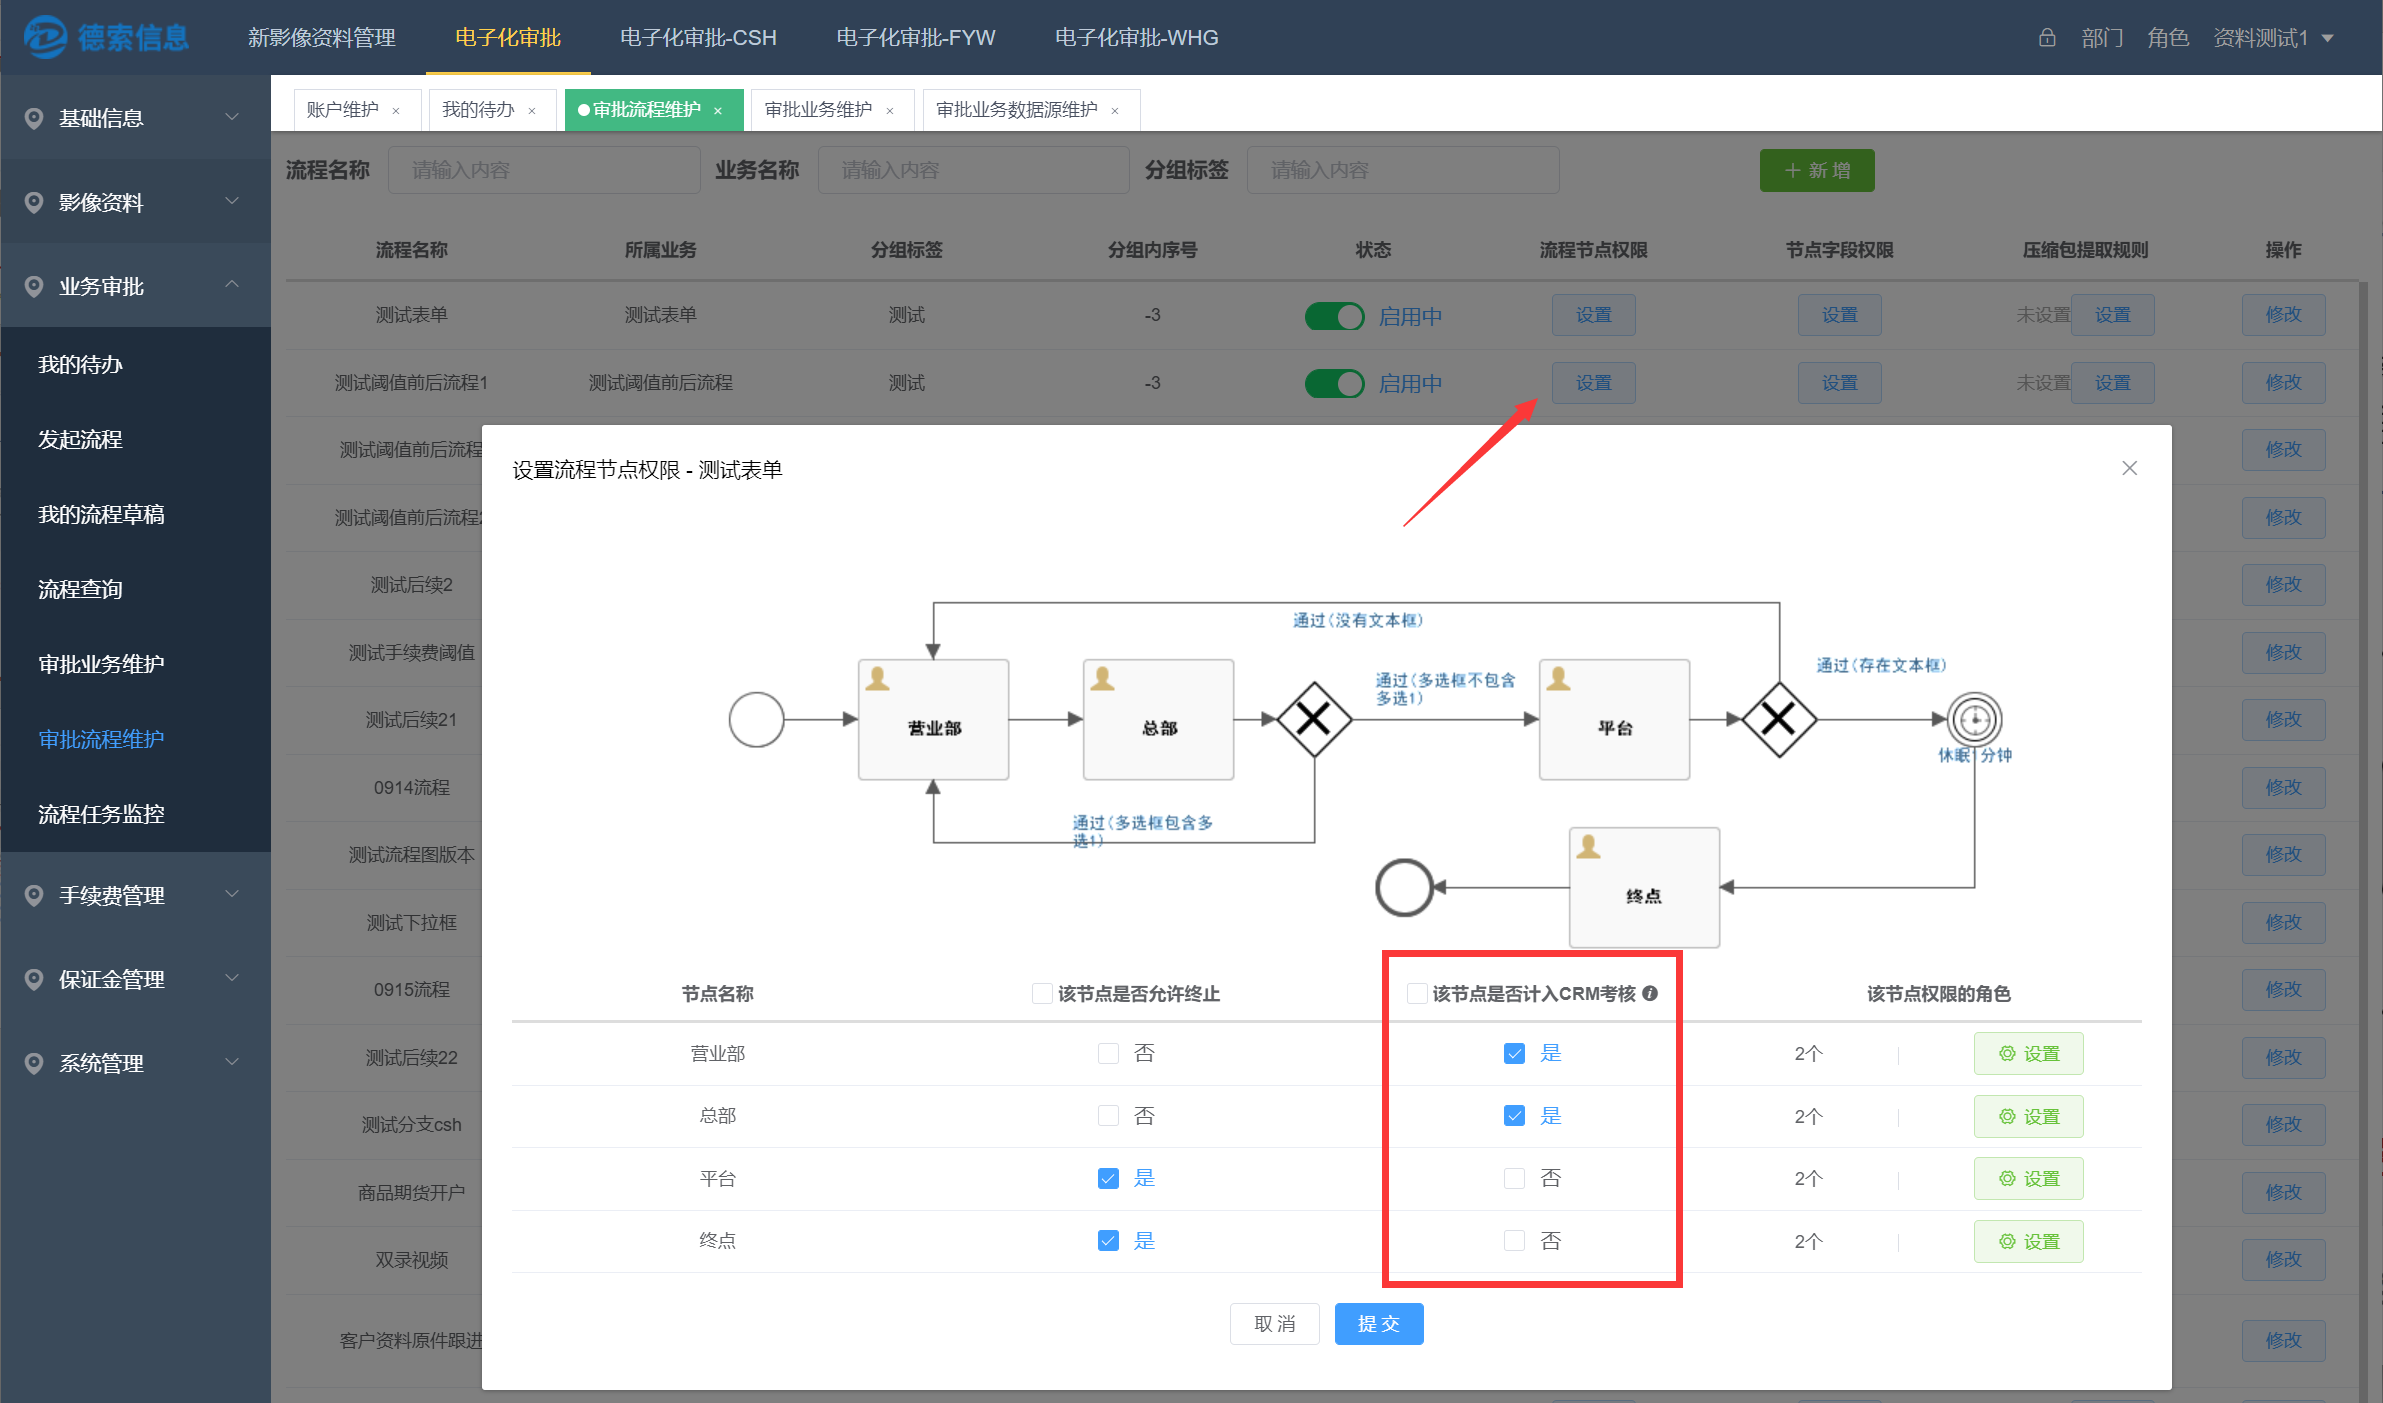 德索信息
新影像资料管理 电子化审批 电子化审批-CSH 电子化审批-FYW 电子化审批-WHG 部门 角色 资料测试1
账户维护 × 我的待办 × 审批流程维护 × 审批业务维护 × 审批业务数据源维护 ×
基础信息
影像资料
业务审批
我的待办
发起流程
我的流程草稿
流程查询
审批业务维护
审批流程维护
流程任务监控
手续费管理
保证金管理
系统管理
流程名称 请输入内容 业务名称 请输入内容 分组标签 请输入内容 + 新 增
流程名称 所属业务 分组标签 分组内序号 状态 流程节点权限 节点字段权限 压缩包提取规则 操作
测试表单 测试表单 测试 -3 启用中 设置 设置 未设置 设置 修改
测试阈值前后流程1 测试阈值前后流程 测试 -3 启用中 设置 设置 未设置 设置 修改
测试阈值前后流程 修改
测试阈值前后流程 修改
测试后续2 修改
测试手续费阈值 修改
测试后续21 修改
0914流程 修改
测试流程图版本 修改
测试下拉框 修改
0915流程 修改
测试后续22 修改
测试分支csh 修改
商品期货开户 修改
双录视频 修改
客户资料原件跟进 修改
设置流程节点权限 - 测试表单
通过(没有文本框)
营业部
总部
通过(多选框不包含
多选1)
平台
通过(存在文本框)
休眠1分钟
通过(多选框包含多
选1)
终点
节点名称 该节点是否允许终止 该节点是否计入CRM考核 该节点权限的角色
营业部 否 是 2个 设置
总部 否 是 2个 设置
平台 是 否 2个 设置
终点 是 否 2个 设置
取 消 提 交